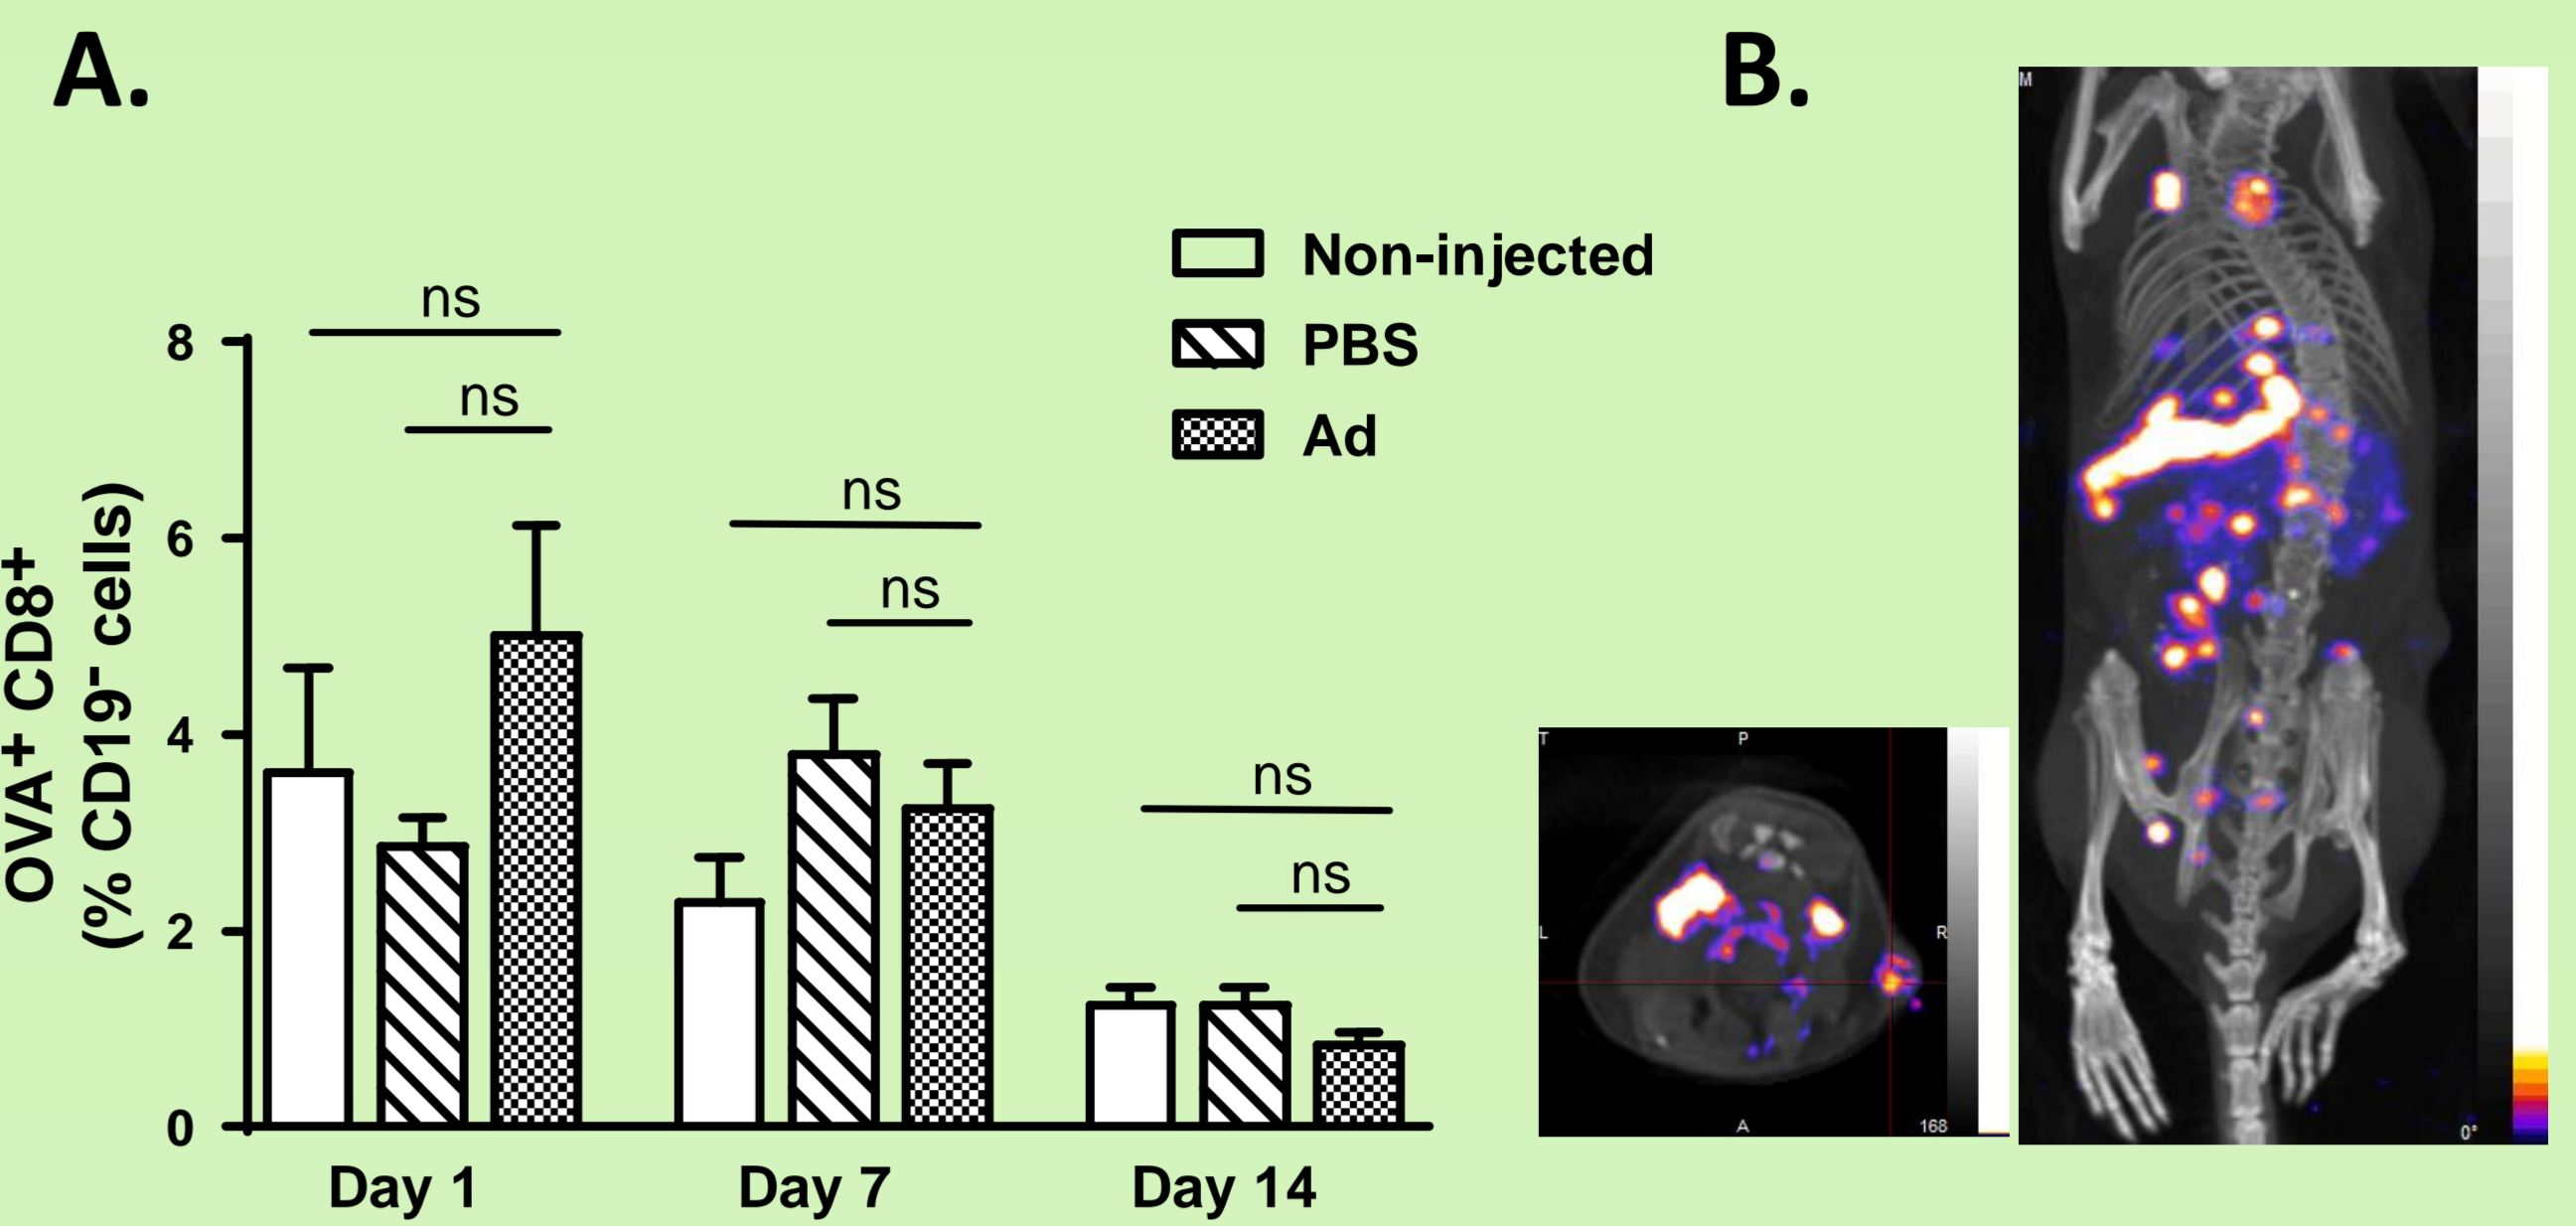 A.
B.
Non-injected
PBS
Ad
OVA⁺ CD8⁺
(% CD19⁻ cells)
8
6
4
2
0
ns
ns
ns
ns
ns
ns
Day 1
Day 7
Day 14
T
P
L
R
A
168
M
0°